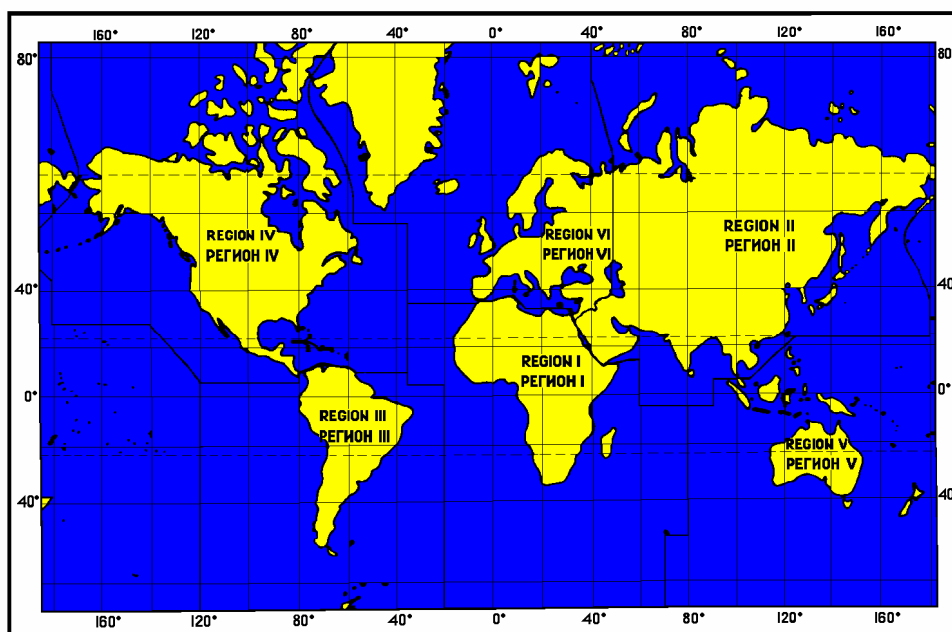 160° 120° 80° 40° 0° 40° 80° 120° 160°
80° 80
REGION II
РЕГИОН II
REGION IV
РЕГИОН IV
REGION VI
РЕГИОН VI
40° 40
REGION I
РЕГИОН I
0° 0°
REGION III
РЕГИОН III
REGION V
РЕГИОН V
40° 40
160° 120° 80° 40° 0° 40° 80° 120° 160°